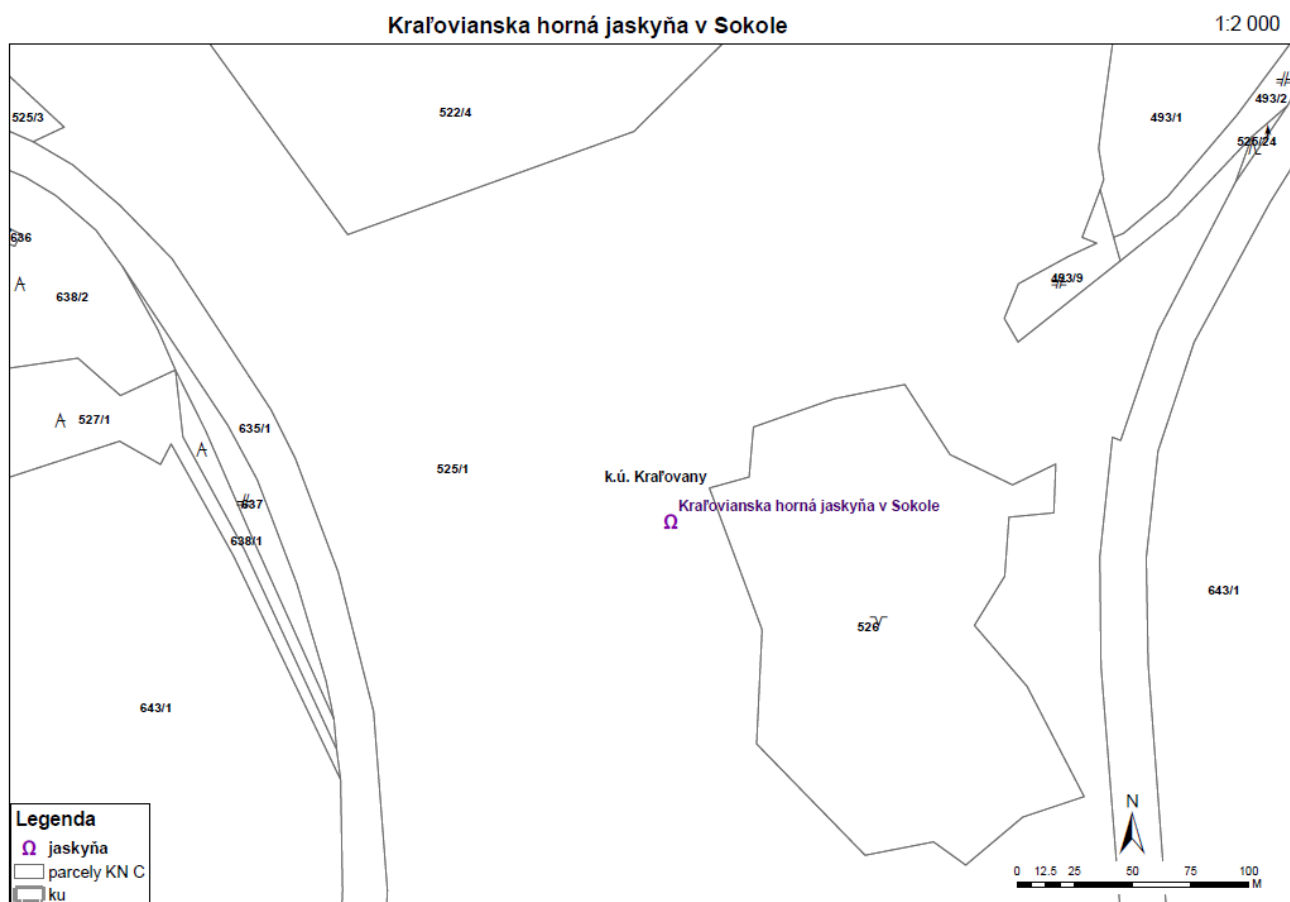 Kraľovianska horná jaskyňa v Sokole
1:2 000
522/4
493/1
493/2
525/3
525/24
636
638/2
493/9
527/1
635/1
525/1
k.ú. Kraľovany
Kraľovianska horná jaskyňa v Sokole
637
638/1
643/1
526
643/1
N
Legenda
jaskyňa
parcely KN C
ku
0 12.5 25 50 75 100
M